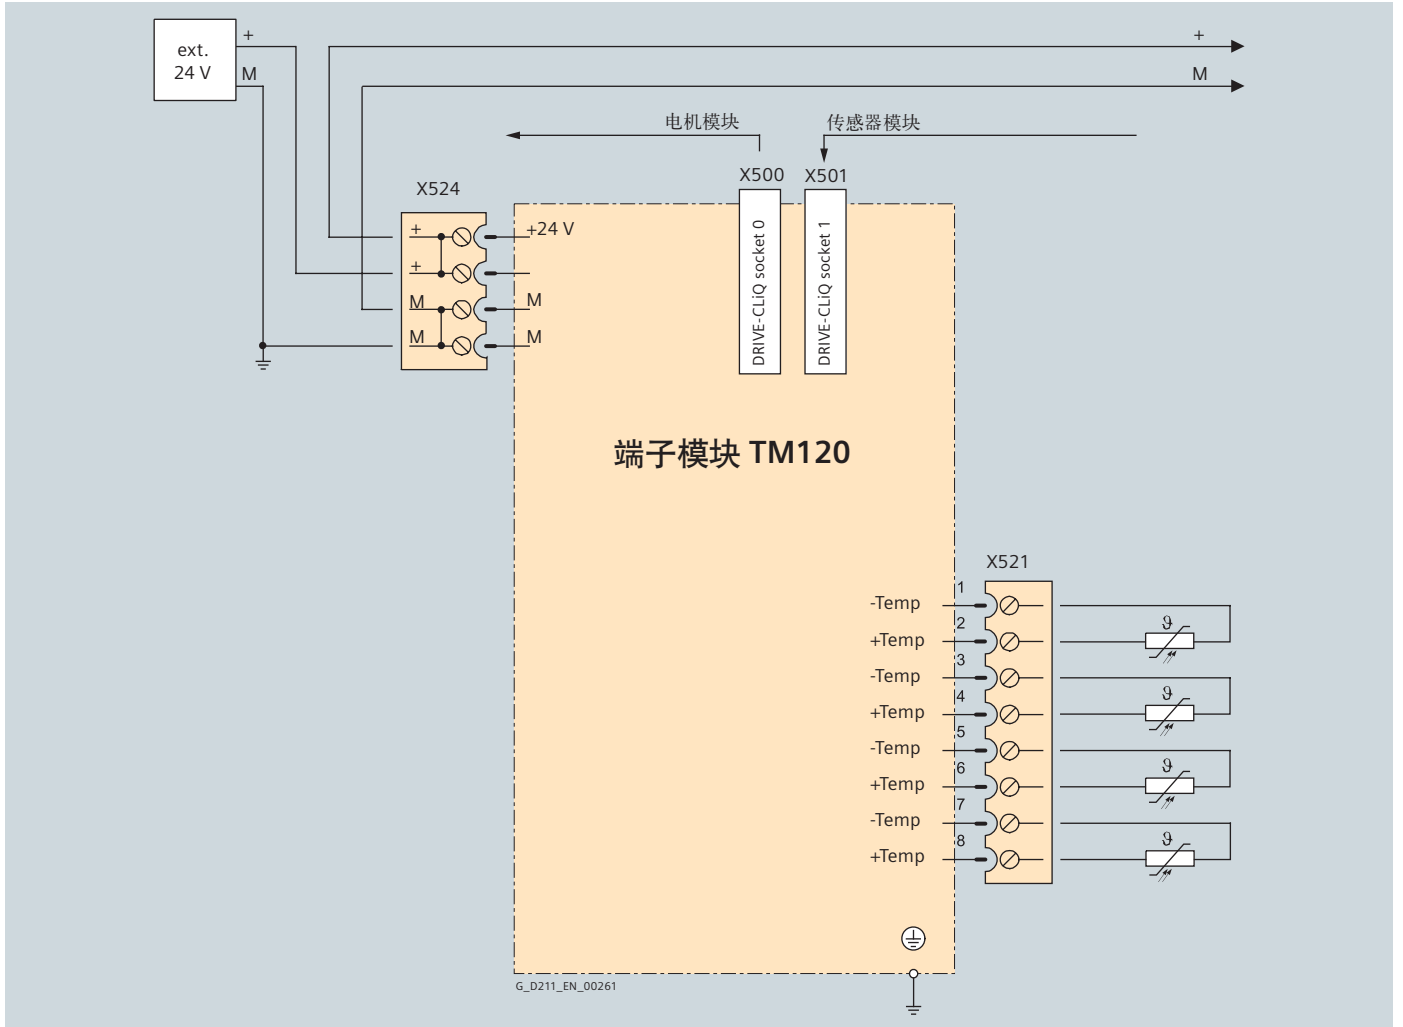 ext.
24 V
+
M
+
M
电机模块
传感器模块
X500
X501
X524
+
+
M
M
+24 V
M
M
DRIVE-CLiQ socket 0
DRIVE-CLiQ socket 1
端子模块 TM120
X521
-Temp 1
+Temp 2
-Temp 3
+Temp 4
-Temp 5
+Temp 6
-Temp 7
+Temp 8
ϑ
ϑ
ϑ
ϑ
G_D211_EN_00261